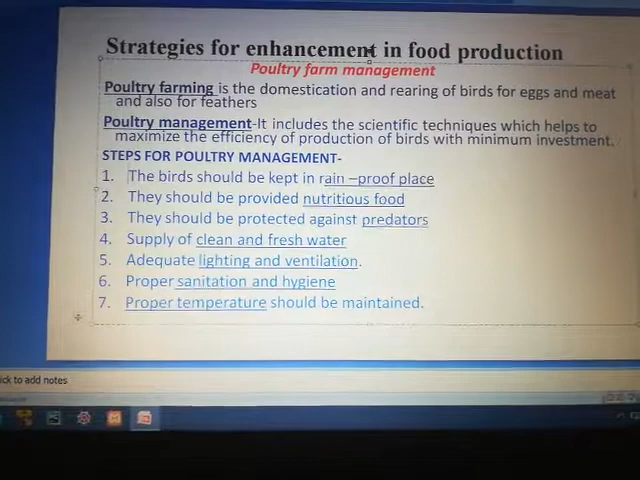 Strategies for enhancement in food production
Poultry farm management
Poultry farming is the domestication and rearing of birds for eggs and meat
and also for feathers
Poultry management-It includes the scientific techniques which helps to
maximize the efficiency of production of birds with minimum investment.
STEPS FOR POULTRY MANAGEMENT-
1. The birds should be kept in rain –proof place
2. They should be provided nutritious food
3. They should be protected against predators
4. Supply of clean and fresh water
5. Adequate lighting and ventilation.
6. Proper sanitation and hygiene
7. Proper temperature should be maintained.
ick to add notes